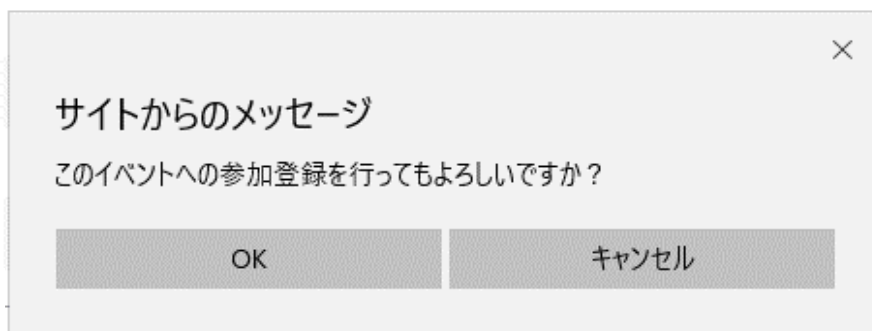 サイトからのメッセージ
このイベントへの参加登録を行ってもよろしいですか？
OK
キャンセル